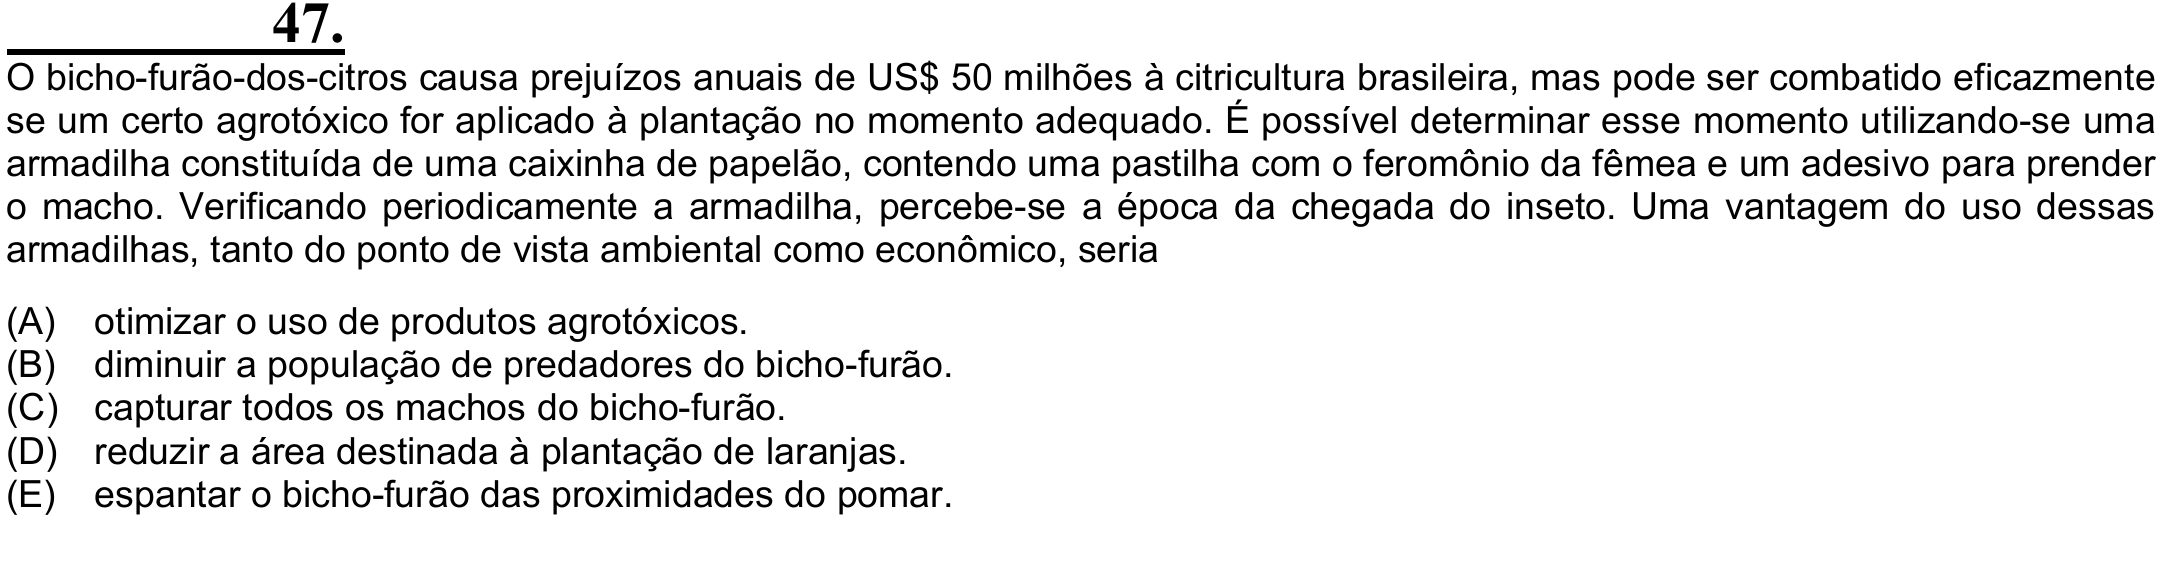 47.
O bicho-furão-dos-citros causa prejuízos anuais de US$ 50 milhões à citricultura brasileira, mas pode ser combatido eficazmente
se um certo agrotóxico for aplicado à plantação no momento adequado. É possível determinar esse momento utilizando-se uma
armadilha constituída de uma caixinha de papelão, contendo uma pastilha com o feromônio da fêmea e um adesivo para prender
o macho. Verificando periodicamente a armadilha, percebe-se a época da chegada do inseto. Uma vantagem do uso dessas
armadilhas, tanto do ponto de vista ambiental como econômico, seria
(A) otimizar o uso de produtos agrotóxicos.
(B) diminuir a população de predadores do bicho-furão.
(C) capturar todos os machos do bicho-furão.
(D) reduzir a área destinada à plantação de laranjas.
(E) espantar o bicho-furão das proximidades do pomar.